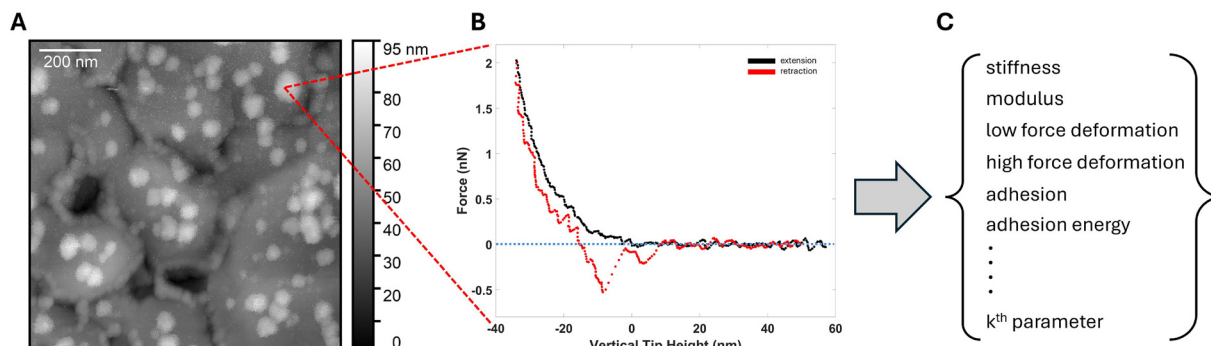 A
200 nm
95 nm
80
70
60
50
40
30
20
0
B
Force (nN)
2
1.5
1
0.5
0
-0.5
-40
-20
0
20
40
60
Vertical Tip Height (nm)
extension
retraction
C
stiffness
modulus
low force deformation
high force deformation
adhesion
adhesion energy
kth parameter